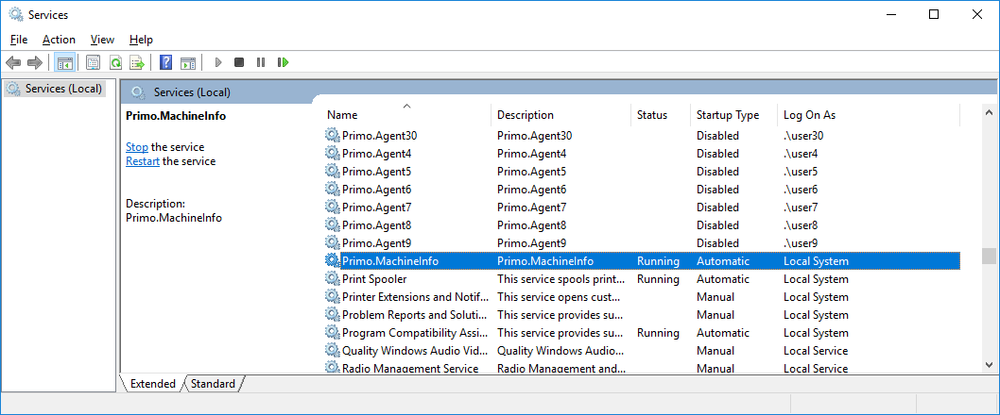 Services
File Action View Help
Services (Local)
Services (Local)
Primo.MachineInfo
Stop the service
Restart the service
Description:
Primo.MachineInfo
Name Description Status Startup Type Log On As
Primo.Agent30 Primo.Agent30 Disabled .\user30
Primo.Agent4 Primo.Agent4 Disabled .\user4
Primo.Agent5 Primo.Agent5 Disabled .\user5
Primo.Agent6 Primo.Agent6 Disabled .\user6
Primo.Agent7 Primo.Agent7 Disabled .\user7
Primo.Agent8 Primo.Agent8 Disabled .\user8
Primo.Agent9 Primo.Agent9 Disabled .\user9
Primo.MachineInfo Primo.MachineInfo Running Automatic Local System
Print Spooler This service spools print... Running Automatic Local System
Printer Extensions and Notif... This service opens cust... Manual Local System
Problem Reports and Soluti... This service provides su... Manual Local System
Program Compatibility Assi... This service provides su... Running Automatic Local System
Quality Windows Audio Vid... Quality Windows Audio... Manual Local Service
Radio Management Service Radio Management and... Manual Local Service
Extended Standard